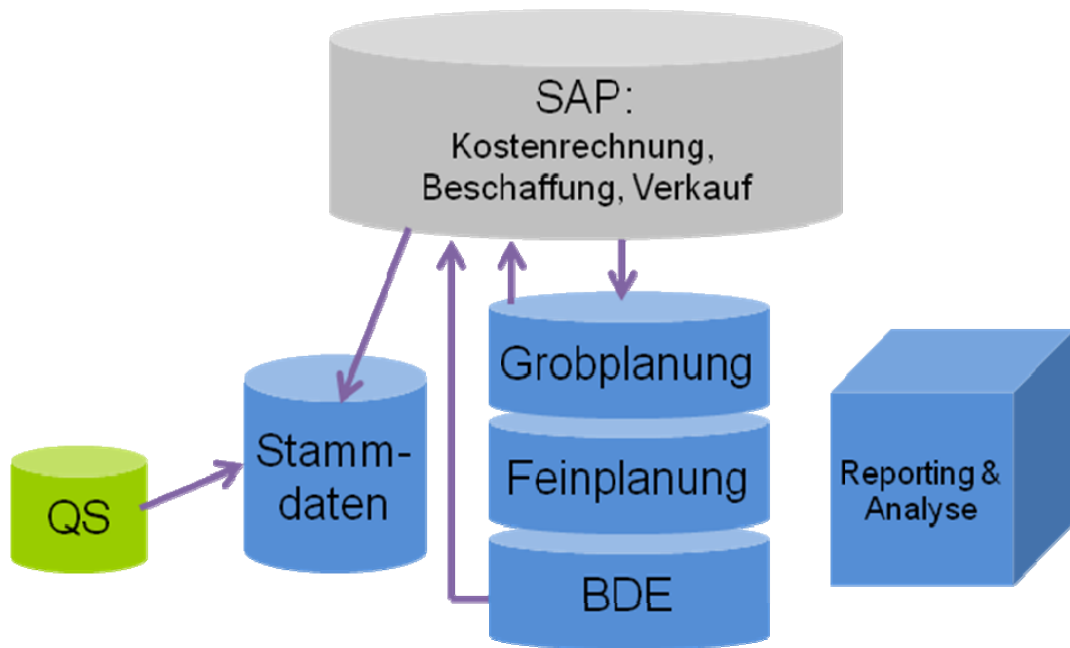 SAP:
Kostenrechnung,
Beschaffung, Verkauf
Grobplanung
Feinplanung
BDE
Stamm-
daten
QS
Reporting &
Analyse